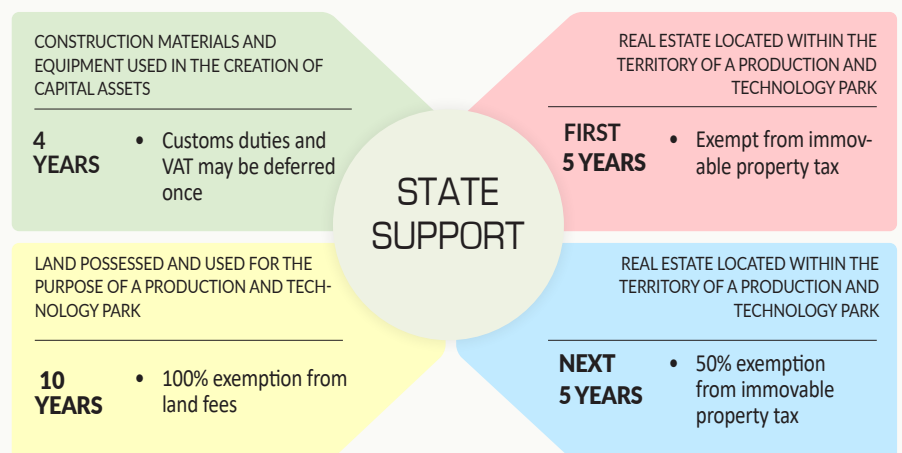 CONSTRUCTION MATERIALS AND
EQUIPMENT USED IN THE CREATION OF
CAPITAL ASSETS
4
YEARS
• Customs duties and
VAT may be deferred
once
REAL ESTATE LOCATED WITHIN THE
TERRITORY OF A PRODUCTION AND
TECHNOLOGY PARK
FIRST
5 YEARS
• Exempt from immov-
able property tax
STATE
SUPPORT
LAND POSSESSED AND USED FOR THE
PURPOSE OF A PRODUCTION AND TECH-
NOLOGY PARK
10
YEARS
• 100% exemption from
land fees
REAL ESTATE LOCATED WITHIN THE
TERRITORY OF A PRODUCTION AND
TECHNOLOGY PARK
NEXT
5 YEARS
• 50% exemption
from immovable
property tax